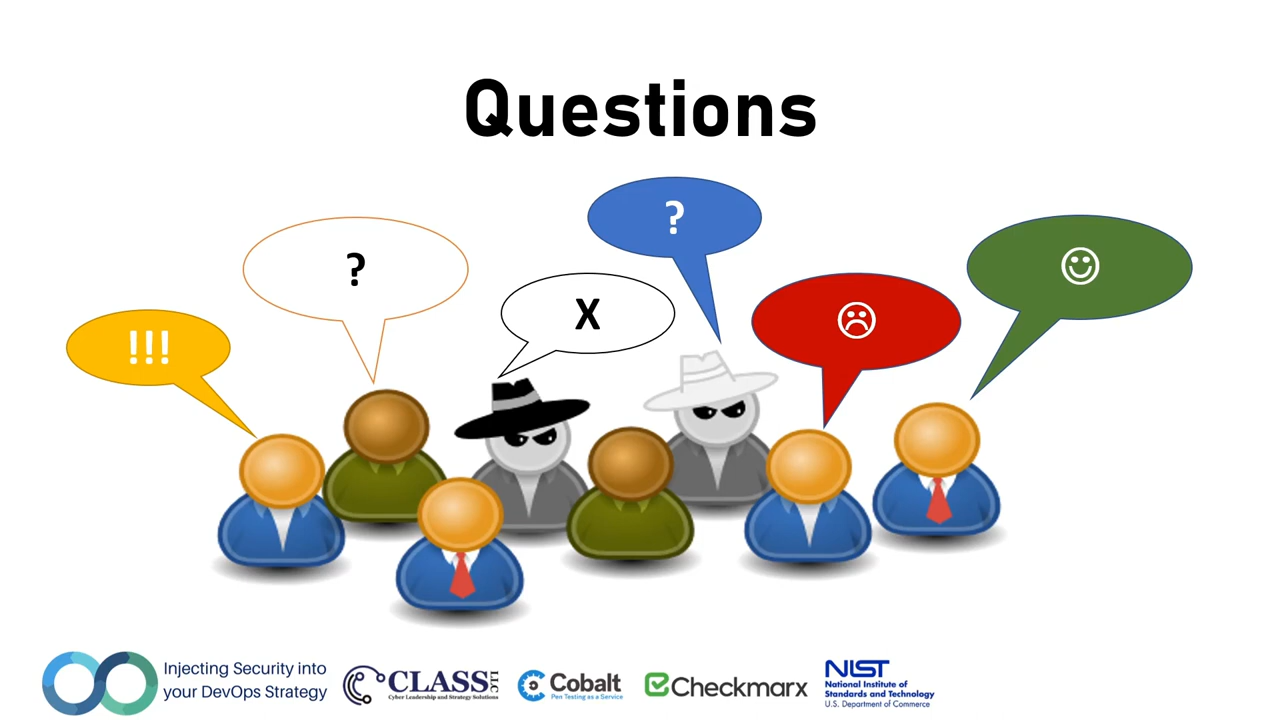 Questions
?
?
X
!!!
☹
☺
Injecting Security into
your DevOps Strategy
CLASS LLC
Cyber Leadership and Strategy Solutions
Cobalt
Pen Testing as a Service
Checkmarx
NIST
National Institute of
Standards and Technology
U.S. Department of Commerce